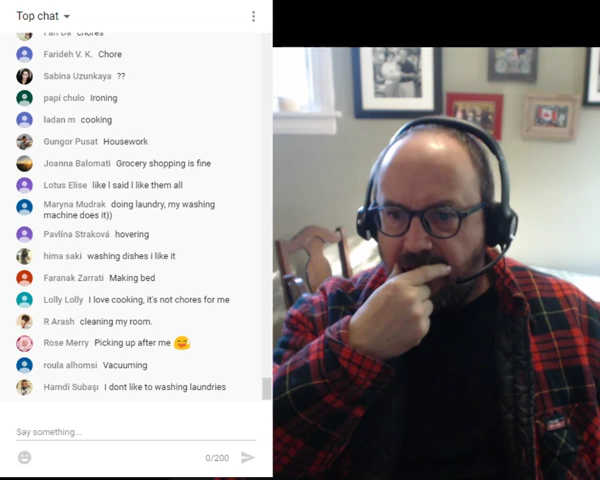 Top chat
chores
Farideh V. K. Chore
Sabina Uzunkaya ??
papi chulo Ironing
ladan m cooking
Gungor Pusat Housework
Joanna Balomati Grocery shopping is fine
Lotus Elise like I said I like them all
Maryna Mudrak doing laundry, my washing
machine does it))
Pavlína Straková hovering
hima saki washing dishes i like it
Faranak Zarrati Making bed
Lolly Lolly I love cooking, it's not chores for me
R Arash cleaning my room.
Rose Merry Picking up after me 😊
roula alhomsi Vacuuming
Hamdi Subaşı I dont like to washing laundries
Say something...
0/200